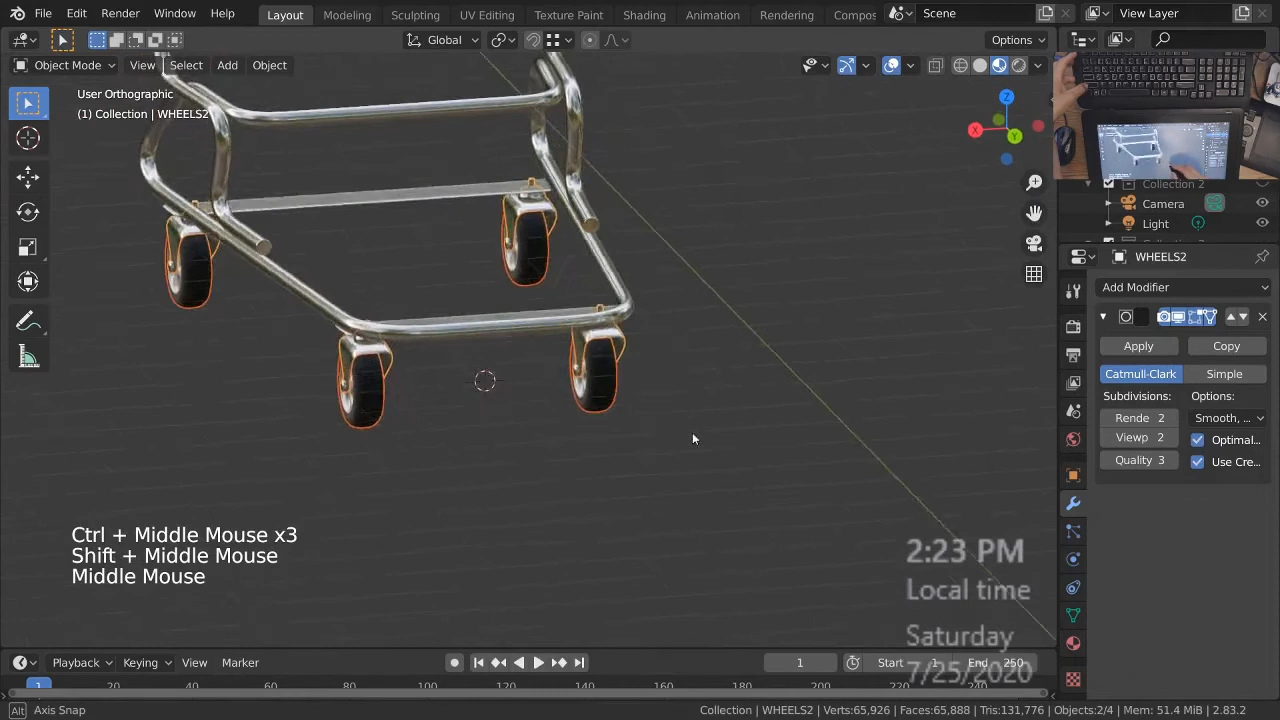 File Edit Render Window Help Layout Modeling Sculpting UV Editing Texture Paint Shading Animation Rendering Compos Scene View Layer
Global Options
Object Mode View Select Add Object
User Orthographic
(1) Collection | WHEELS2
Z
X
Y
Collection 2
Camera
Light
WHEELS2
Add Modifier
Apply Copy
Catmull-Clark Simple
Subdivisions: Options:
Rende 2 Smooth, ...
Viewp 2 Optimal...
Quality 3 Use Cre...
Ctrl + Middle Mouse x3
Shift + Middle Mouse
Middle Mouse
2:23 PM
Local time
Saturday
7/25/2020
Playback Keying View Marker 1 Start 1 End 250
1 20 40 60 80 100 120 140 160 180 200 220 240
Alt Axis Snap Collection | WHEELS2 | Verts:65,926 | Faces:65,888 | Tris:131,776 | Objects:2/4 | Mem: 51.4 MiB | 2.83.2